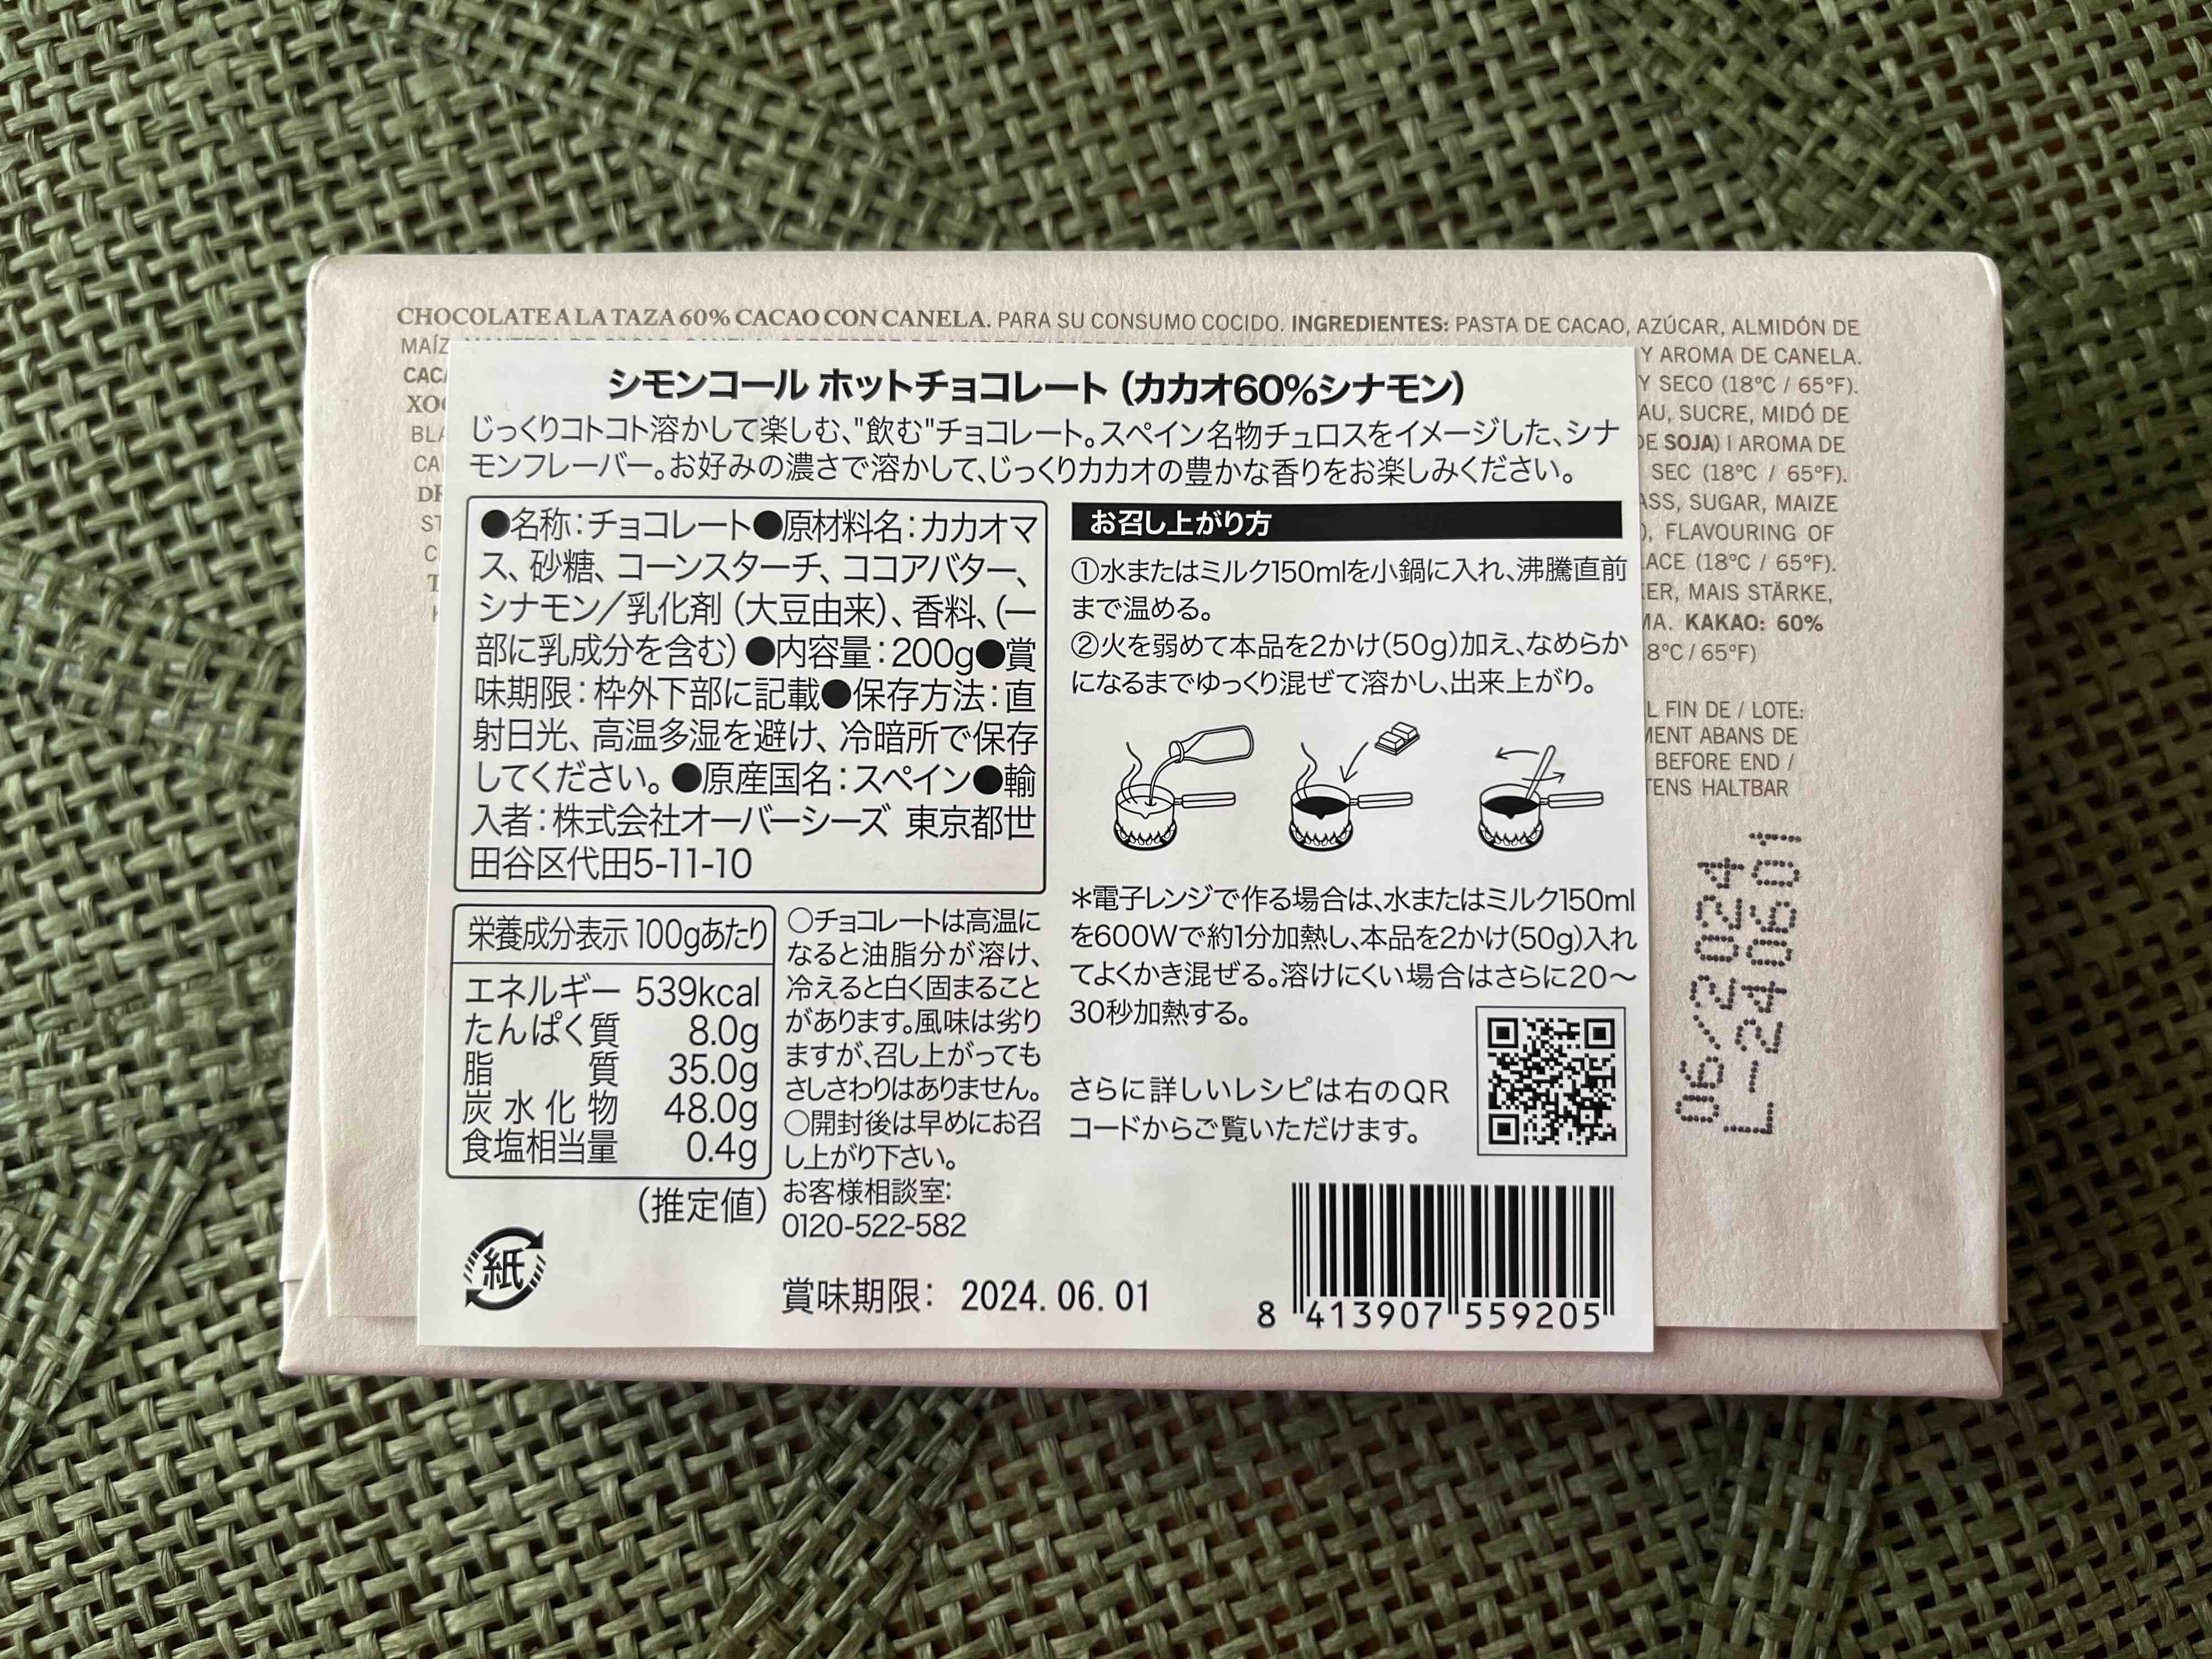 CHOCOLATE A LA TAZA 60% CACAO CON CANELA. PARA SU CONSUMO COCIDO. INGREDIENTES: PASTA DE CACAO, AZÚCAR, ALMIDÓN DE
MAÍZ
Y AROMA DE CANELA.
Y SECO (18°C / 65°F).
AU, SUCRE, MIDÓ DE
DE SOJA) I AROMA DE
SEC (18°C / 65°F).
ASS, SUGAR, MAIZE
), FLAVOURING OF
LACE (18°C / 65°F).
ER, MAIS STÄRKE,
MA. KAKAO: 60%
8°C / 65°F)
L FIN DE / LOTE:
MENT ABANS DE
BEFORE END /
TENS HALTBAR
06/2024
L-240601
シモンコール ホットチョコレート (カカオ60%シナモン)
じっくりコトコト溶かして楽しむ、"飲む"チョコレート。スペイン名物チュロスをイメージした、シナ
モンフレーバー。お好みの濃さで溶かして、じっくりカカオの豊かな香りをお楽しみください。
●名称:チョコレート●原材料名:カカオマ
ス、砂糖、コーンスターチ、ココアバター、
シナモン/乳化剤(大豆由来)、香料、(一
部に乳成分を含む)●内容量:200g●賞
味期限:枠外下部に記載●保存方法:直
射日光、高温多湿を避け、冷暗所で保存
してください。●原産国名:スペイン●輸
入者:株式会社オーバーシーズ 東京都世
田谷区代田5-11-10
栄養成分表示 100gあたり
エネルギー 539kcal
たんぱく質 8.0g
脂質 35.0g
炭水化物 48.0g
食塩相当量 0.4g
(推定値)
紙
○チョコレートは高温に
なると油脂分が溶け、
冷えると白く固まること
があります。風味は劣り
ますが、召し上がっても
さしさわりはありません。
○開封後は早めにお召
し上がり下さい。
お客様相談室:
0120-522-582
お召し上がり方
①水またはミルク150mlを小鍋に入れ、沸騰直前
まで温める。
②火を弱めて本品を2かけ(50g)加え、なめらか
になるまでゆっくり混ぜて溶かし、出来上がり。
*電子レンジで作る場合は、水またはミルク150ml
を600Wで約1分加熱し、本品を2かけ(50g)入れ
てよくかき混ぜる。溶けにくい場合はさらに20〜
30秒加熱する。
さらに詳しいレシピは右のQR
コードからご覧いただけます。
賞味期限: 2024.06.01
8 413907 559205